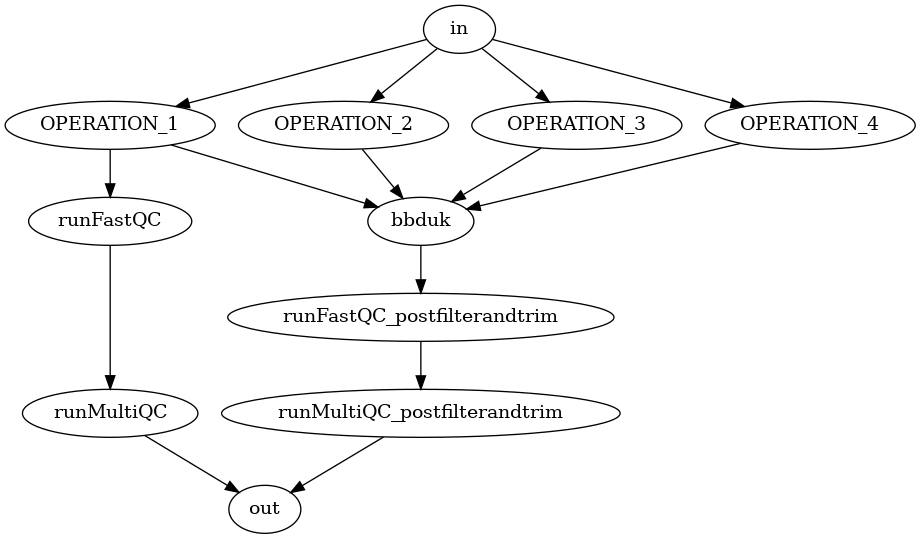 in
OPERATION_1
OPERATION_2
OPERATION_3
OPERATION_4
runFastQC
bbduk
runFastQC_postfilterandtrim
runMultiQC
runMultiQC_postfilterandtrim
out